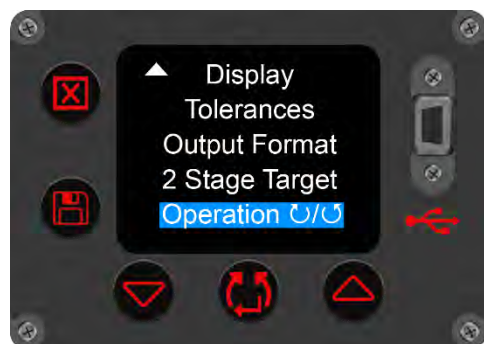 Display
Tolerances
Output Format
2 Stage Target
Operation ↻/↺